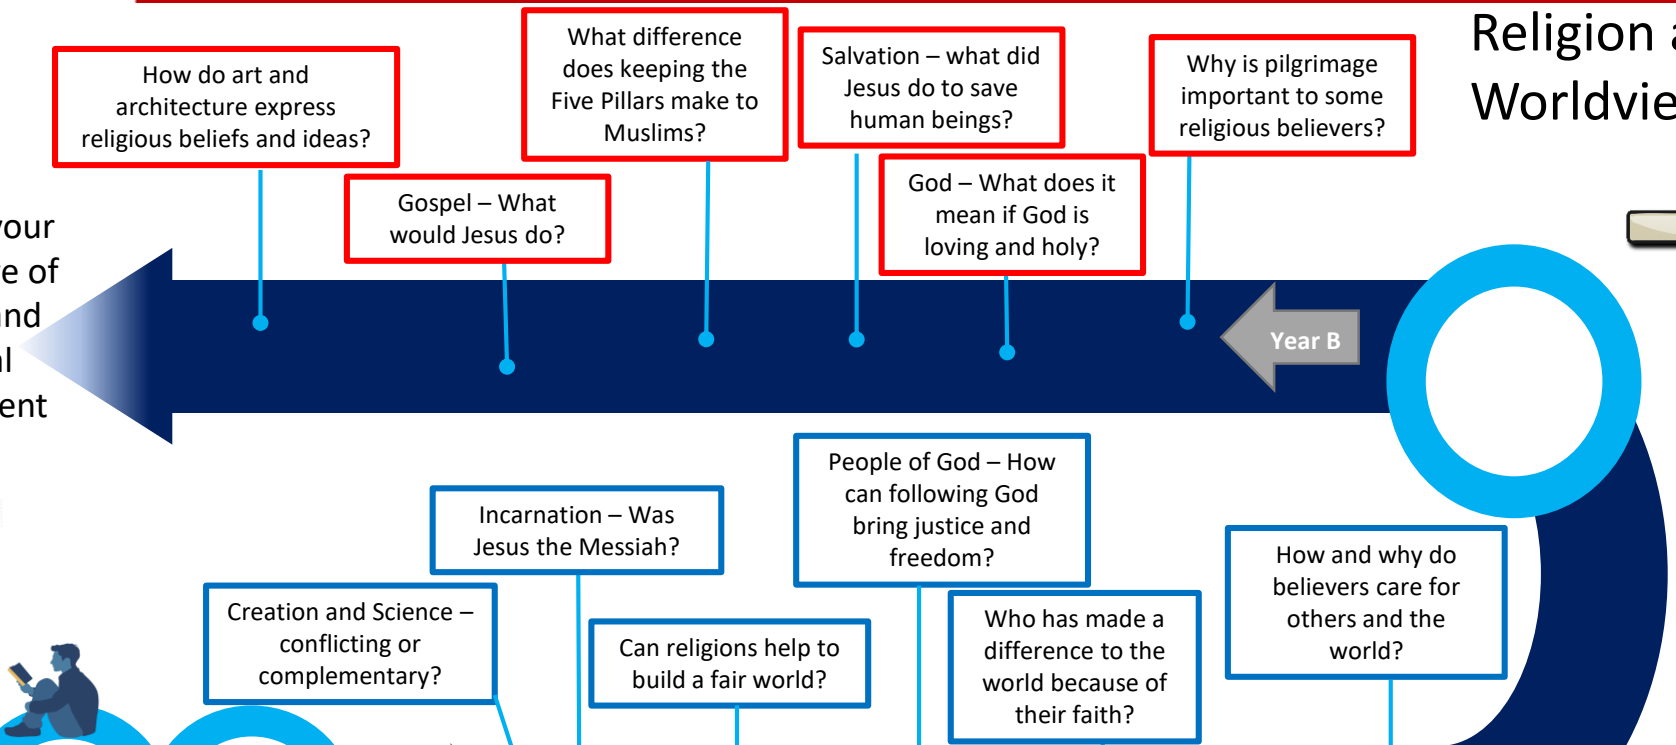 Religion
Worldvie
How do art and
architecture express
religious beliefs and ideas?
Gospel – What
would Jesus do?
What difference
does keeping the
Five Pillars make to
Muslims?
Salvation – what did
Jesus do to save
human beings?
God – What does it
mean if God is
loving and holy?
Why is pilgrimage
important to some
religious believers?
Year B
your
e of
and
al
ent
People of God – How
can following God
bring justice and
freedom?
Incarnation – Was
Jesus the Messiah?
How and why do
believers care for
others and the
world?
Creation and Science –
conflicting or
complementary?
Can religions help to
build a fair world?
Who has made a
difference to the
world because of
their faith?